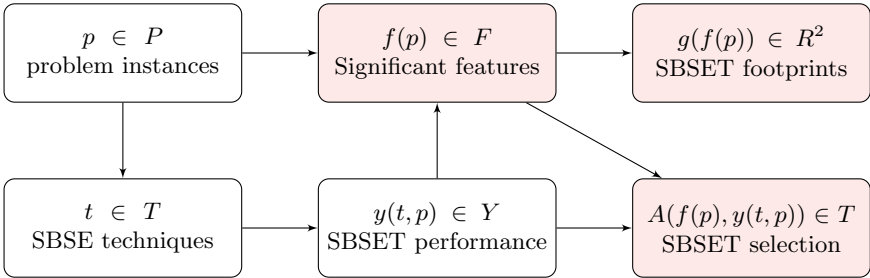 p ∈ P
problem instances
f(p) ∈ F
Significant features
g(f(p)) ∈ R²
SBSET footprints
t ∈ T
SBSE techniques
y(t, p) ∈ Y
SBSET performance
A(f(p), y(t, p)) ∈ T
SBSET selection